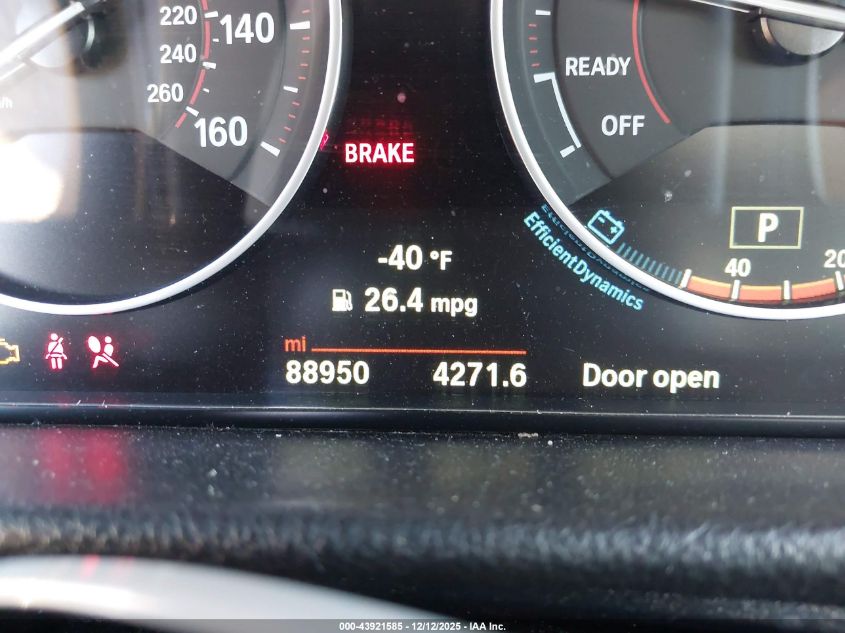 220
140
240
260
160
READY
OFF
BRAKE
-40 °F
26.4 mpg
EfficientDynamics
P
40
20
mi
88950
4271.6
Door open
000-43921585 - 12/12/2025 - IAA Inc.